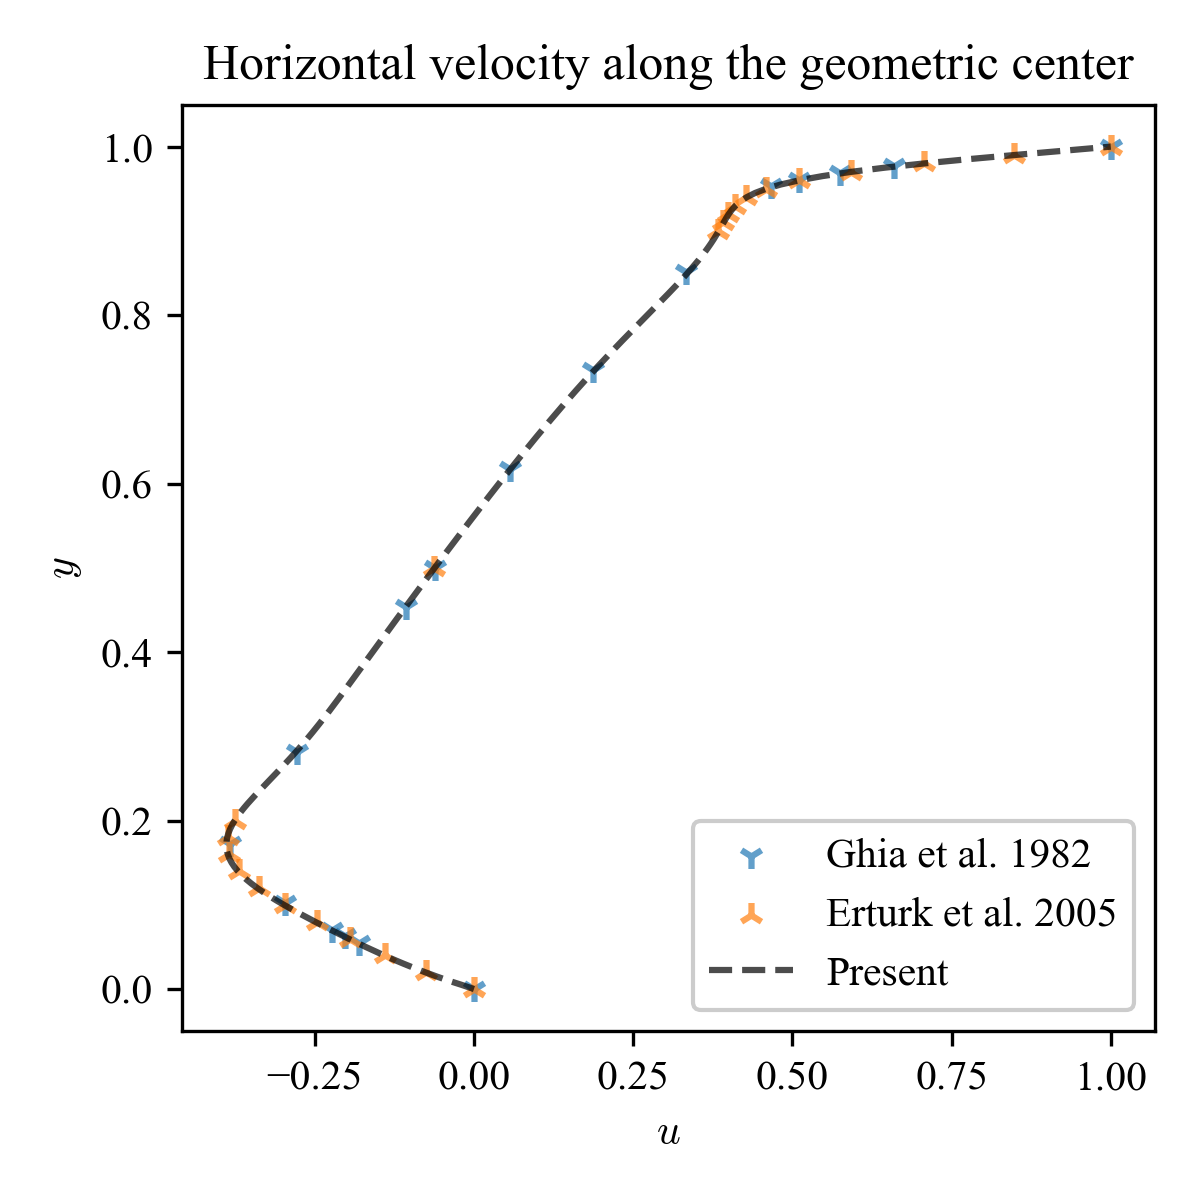 Horizontal velocity along the geometric center
1.0
0.8
0.6
0.4
0.2
0.0
y
Ghia et al. 1982
Erturk et al. 2005
Present
−0.25 0.00 0.25 0.50 0.75 1.00
u